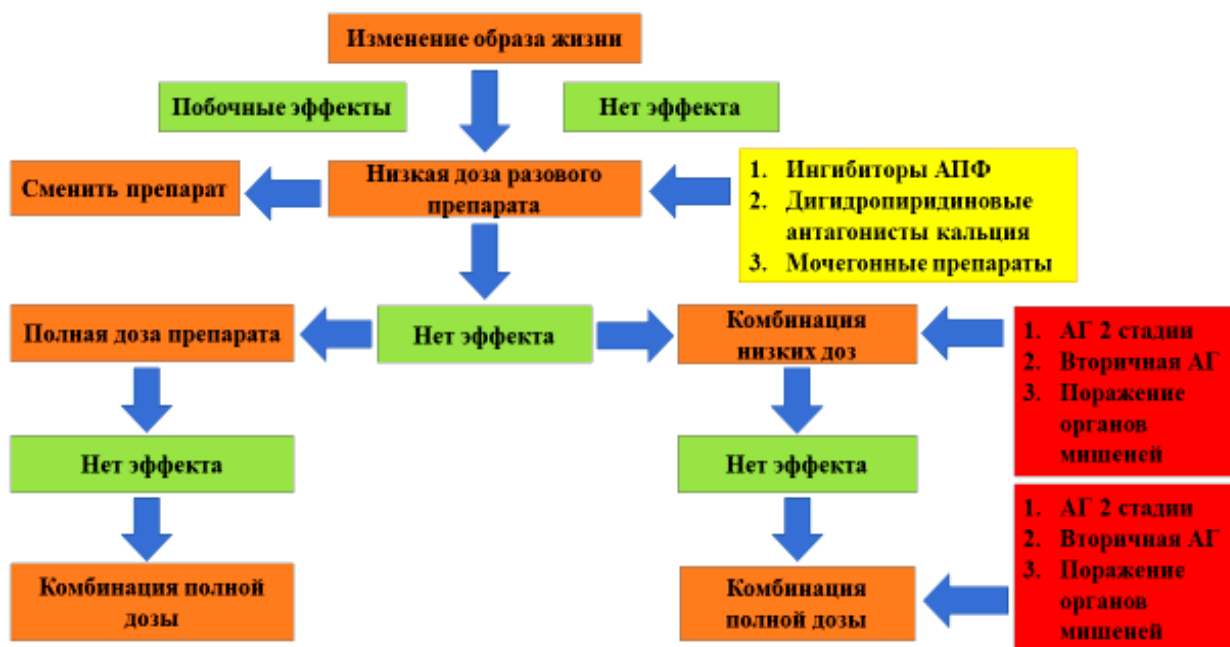 Изменение образа жизни
Побочные эффекты
Нет эффекта
Сменить препарат
Низкая доза разового
препарата
1. Ингибиторы АПФ
2. Дигидропиридиновые
антагонисты кальция
3. Мочегонные препараты
Полная доза препарата
Нет эффекта
Комбинация
низких доз
1. АГ 2 стадии
2. Вторичная АГ
3. Поражение
органов
мишеней
Нет эффекта
Нет эффекта
Комбинация полной
дозы
Комбинация
полной дозы
1. АГ 2 стадии
2. Вторичная АГ
3. Поражение
органов
мишеней